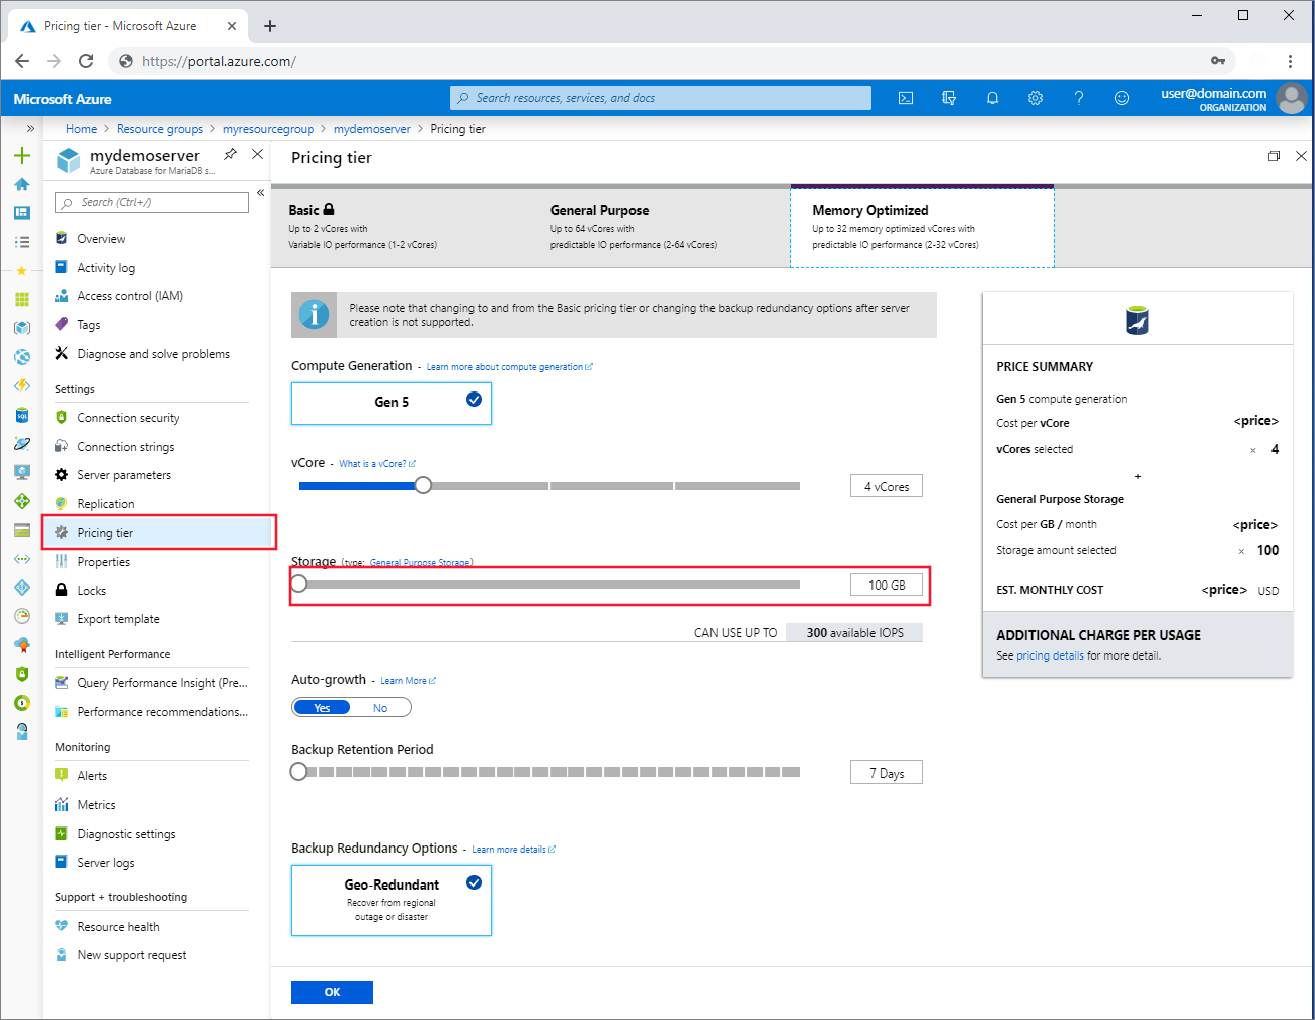 Pricing tier - Microsoft Azure
https://portal.azure.com/
Microsoft Azure
Search resources, services, and docs
user@domain.com
ORGANIZATION
Home > Resource groups > myresourcegroup > mydemoserver > Pricing tier
mydemoserver
Azure Database for MariaDB s...
Search (Ctrl+/)
Overview
Activity log
Access control (IAM)
Tags
Diagnose and solve problems
Settings
Connection security
Connection strings
Server parameters
Replication
Pricing tier
Properties
Locks
Export template
Intelligent Performance
Query Performance Insight (Pre...
Performance recommendations...
Monitoring
Alerts
Metrics
Diagnostic settings
Server logs
Support + troubleshooting
Resource health
New support request
Pricing tier
Basic
Up to 2 vCores with
Variable IO performance (1-2 vCores)
General Purpose
Up to 64 vCores with
predictable IO performance (2-64 vCores)
Memory Optimized
Up to 32 memory optimized vCores with
predictable IO performance (2-32 vCores)
Please note that changing to and from the Basic pricing tier or changing the backup redundancy options after server
creation is not supported.
Compute Generation - Learn more about compute generation
Gen 5
vCore - What is a vCore?
4 vCores
Storage (type: General Purpose Storage)
100 GB
CAN USE UP TO 300 available IOPS
Auto-growth - Learn More
Yes No
Backup Retention Period
7 Days
Backup Redundancy Options - Learn more details
Geo-Redundant
Recover from regional
outage or disaster
OK
PRICE SUMMARY
Gen 5 compute generation
Cost per vCore <price>
vCores selected × 4
+
General Purpose Storage
Cost per GB / month <price>
Storage amount selected × 100
EST. MONTHLY COST <price> USD
ADDITIONAL CHARGE PER USAGE
See pricing details for more detail.